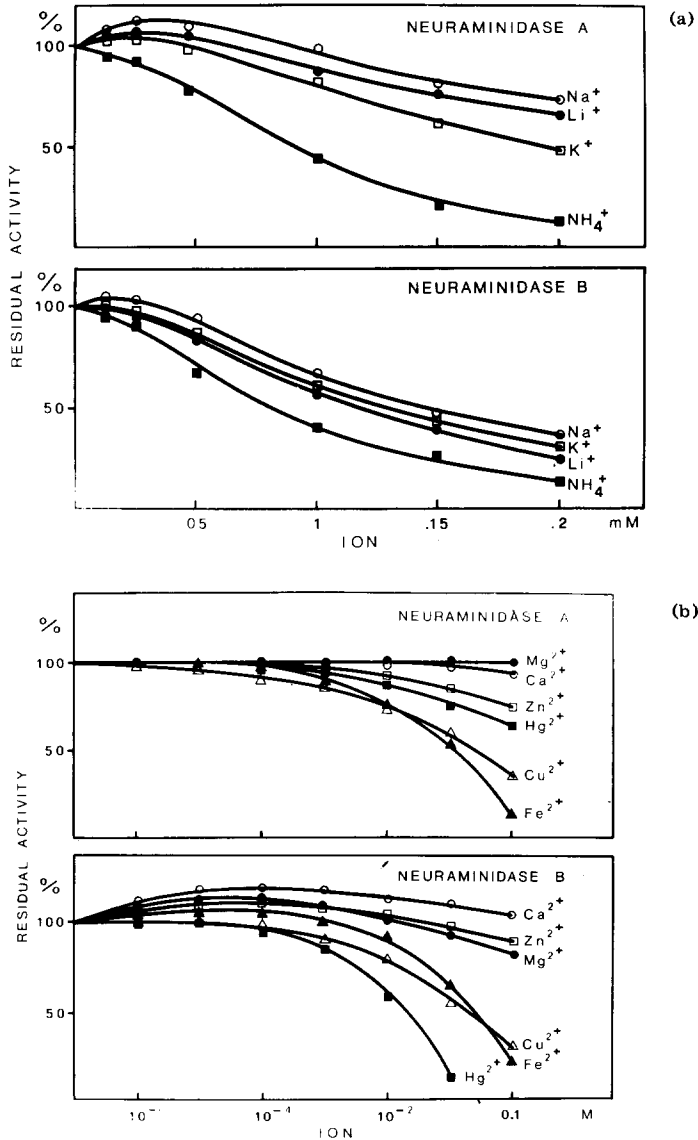 (a)
%
NEURAMINIDASE A
100
50
Na+
Li+
K+
NH4+
RESIDUAL ACTIVITY
%
NEURAMINIDASE B
100
50
Na+
K+
Li+
NH4+
05
.1
.15
.2
mM
ION
(b)
%
NEURAMINIDASE A
100
50
Mg2+
Ca2+
Zn2+
Hg2+
Cu2+
Fe2+
RESIDUAL ACTIVITY
%
NEURAMINIDASE B
100
50
Ca2+
Zn2+
Mg2+
Cu2+
Fe2+
Hg2+
10-4
10-2
0.1
M
ION